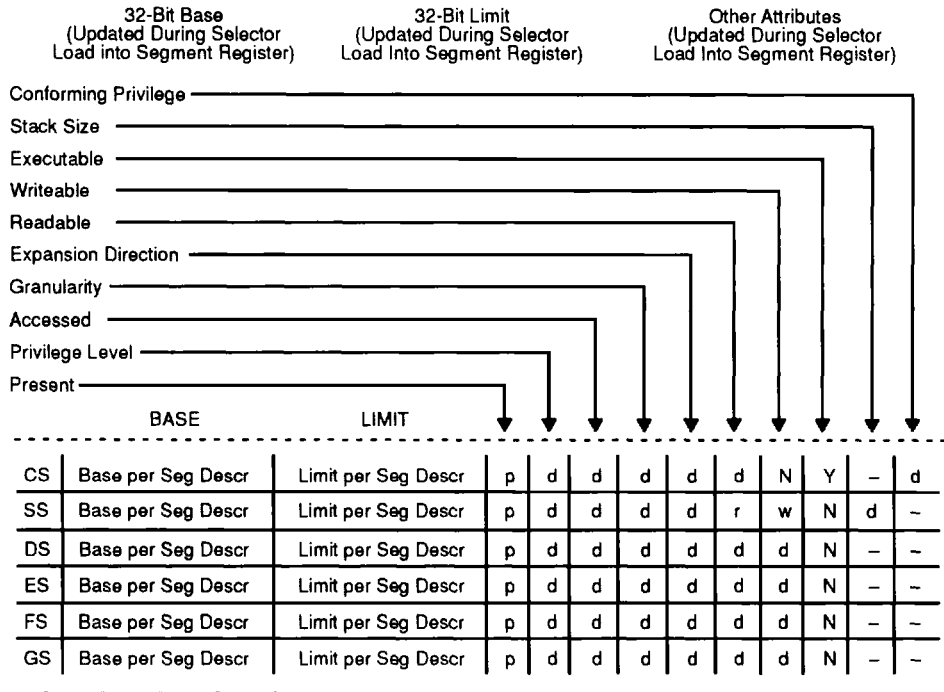 32-Bit Base
(Updated During Selector
Load into Segment Register)
32-Bit Limit
(Updated During Selector
Load Into Segment Register)
Other Attributes
(Updated During Selector
Load Into Segment Register)
Conforming Privilege
Stack Size
Executable
Writeable
Readable
Expansion Direction
Granularity
Accessed
Privilege Level
Present
BASE LIMIT
CS Base per Seg Descr Limit per Seg Descr p d d d d d N Y – d
SS Base per Seg Descr Limit per Seg Descr p d d d d r w N d –
DS Base per Seg Descr Limit per Seg Descr p d d d d d d N – –
ES Base per Seg Descr Limit per Seg Descr p d d d d d d N – –
FS Base per Seg Descr Limit per Seg Descr p d d d d d d N – –
GS Base per Seg Descr Limit per Seg Descr p d d d d d d N – –